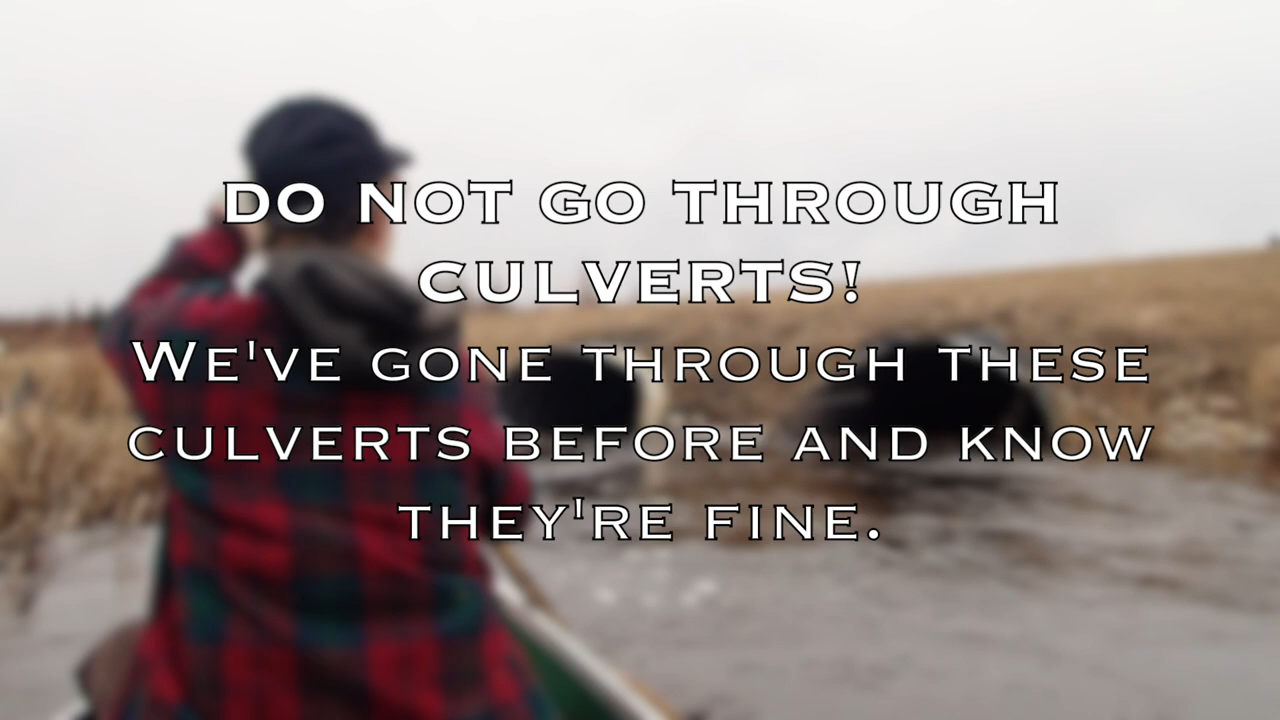 DO NOT GO THROUGH
CULVERTS!
WE'VE GONE THROUGH THESE
CULVERTS BEFORE AND KNOW
THEY'RE FINE.